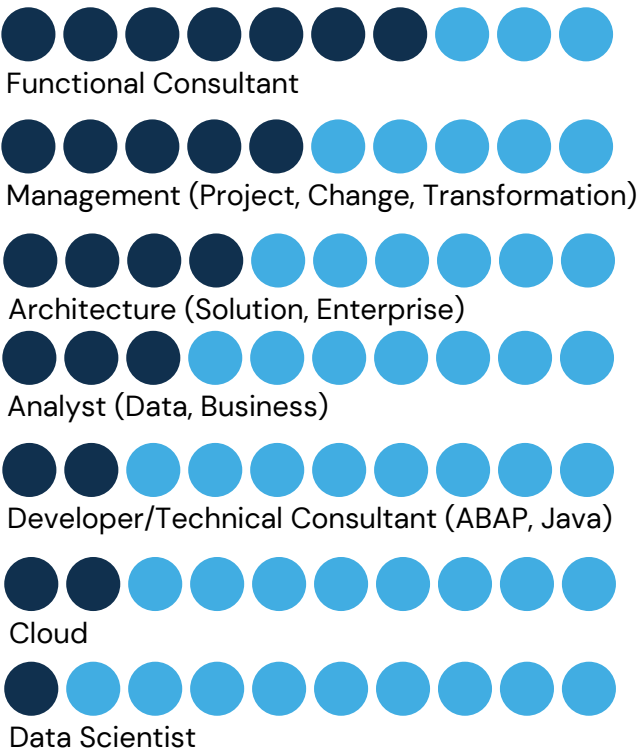 Functional Consultant
Management (Project, Change, Transformation)
Architecture (Solution, Enterprise)
Analyst (Data, Business)
Developer/Technical Consultant (ABAP, Java)
Cloud
Data Scientist